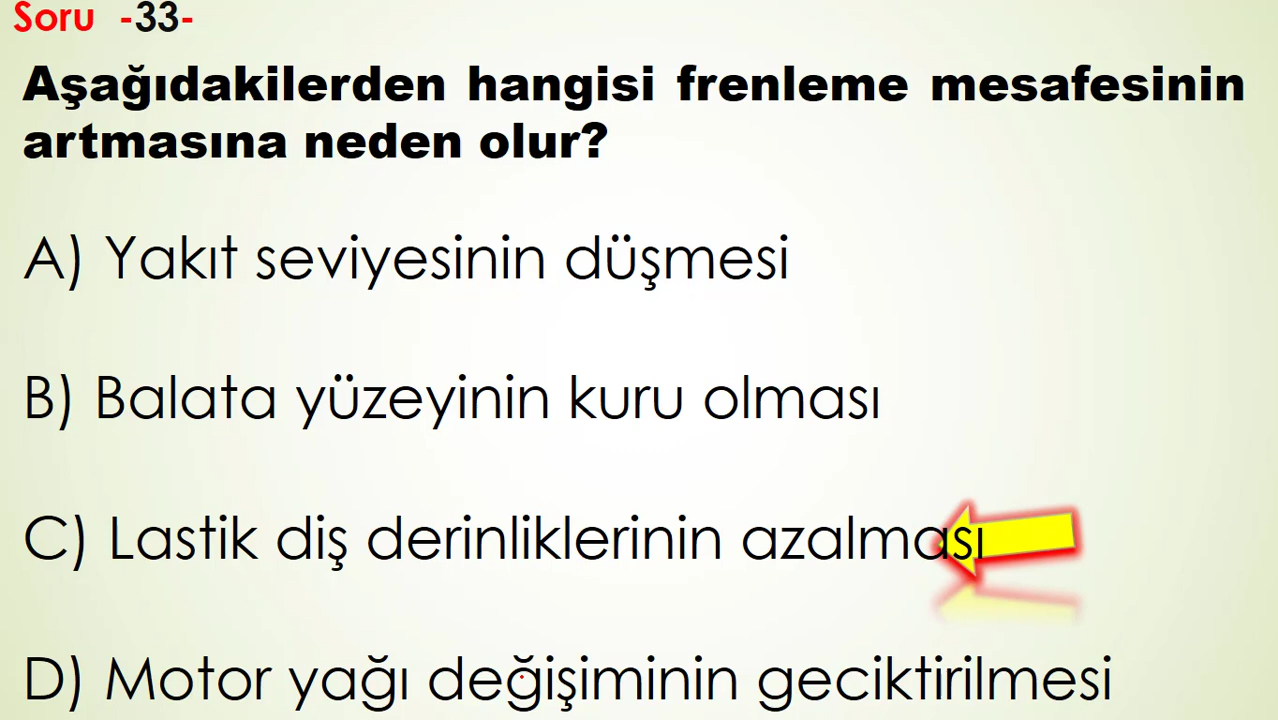 Soru -33-
Aşağıdakilerden hangisi frenleme mesafesinin
artmasına neden olur?
A) Yakıt seviyesinin düşmesi
B) Balata yüzeyinin kuru olması
C) Lastik diş derinliklerinin azalması
D) Motor yağı değişiminin geciktirilmesi